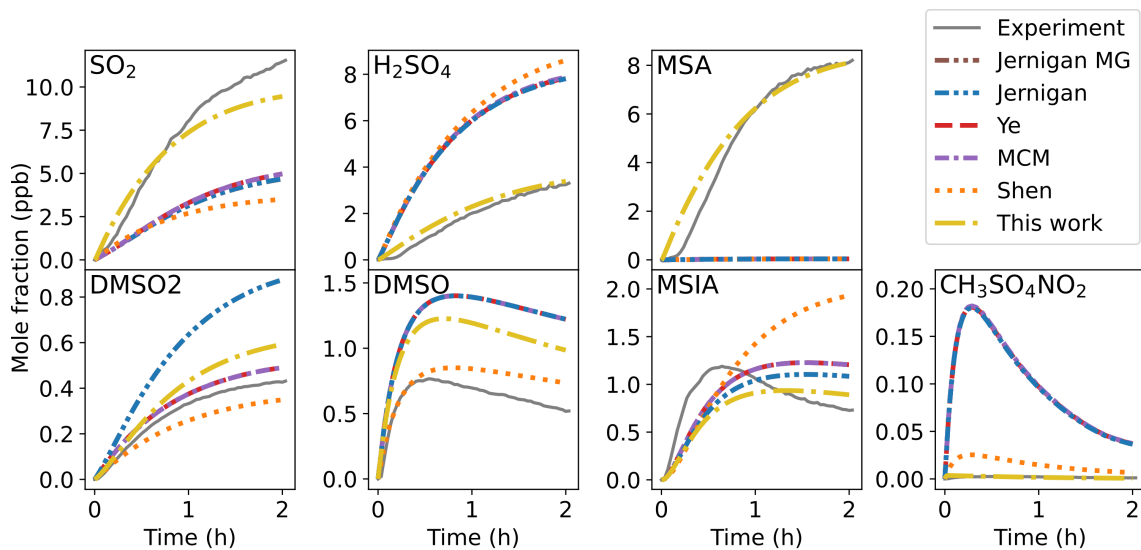 Experiment
Jernigan MG
Jernigan
Ye
MCM
Shen
This work
SO₂
H₂SO₄
MSA
10.0
7.5
5.0
2.5
0.0
8
6
4
2
0
8
6
4
2
0
Mole fraction (ppb)
DMSO2
DMSO
MSIA
CH₃SO₄NO₂
0.8
0.6
0.4
0.2
0.0
1.5
1.0
0.5
0.0
2.0
1.5
1.0
0.5
0.0
0.20
0.15
0.10
0.05
0.00
0 1 2
0 1 2
0 1 2
0 1 2
Time (h)
Time (h)
Time (h)
Time (h)